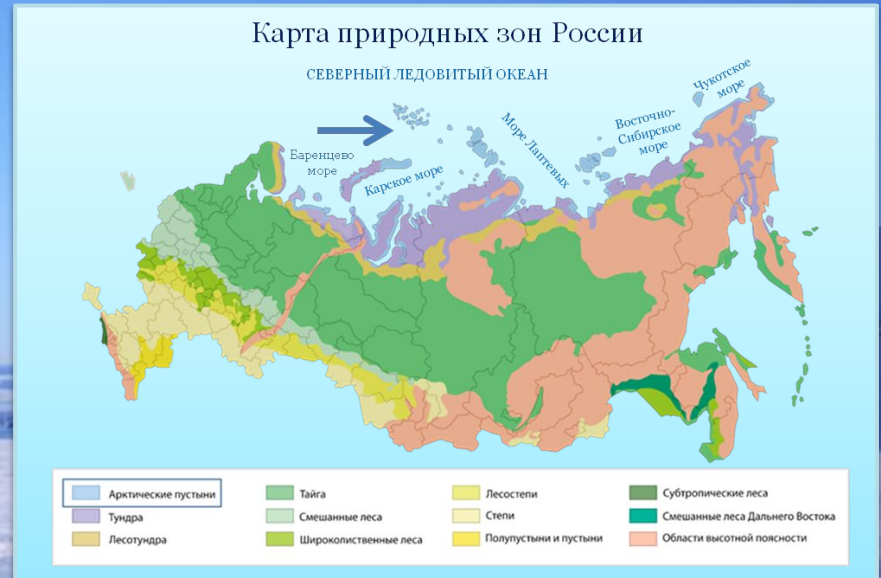 Карта природных зон России
СЕВЕРНЫЙ ЛЕДОВИТЫЙ ОКЕАН
Чукотское
море
Восточно-
Сибирское
море
Море Лаптевых
Баренцево
море
Карское море
Арктические пустыни
Тундра
Лесотундра
Тайга
Смешанные леса
Широколиственные леса
Лесостепи
Степи
Полупустыни и пустыни
Субтропические леса
Смешанные леса Дальнего Востока
Области высотной поясности